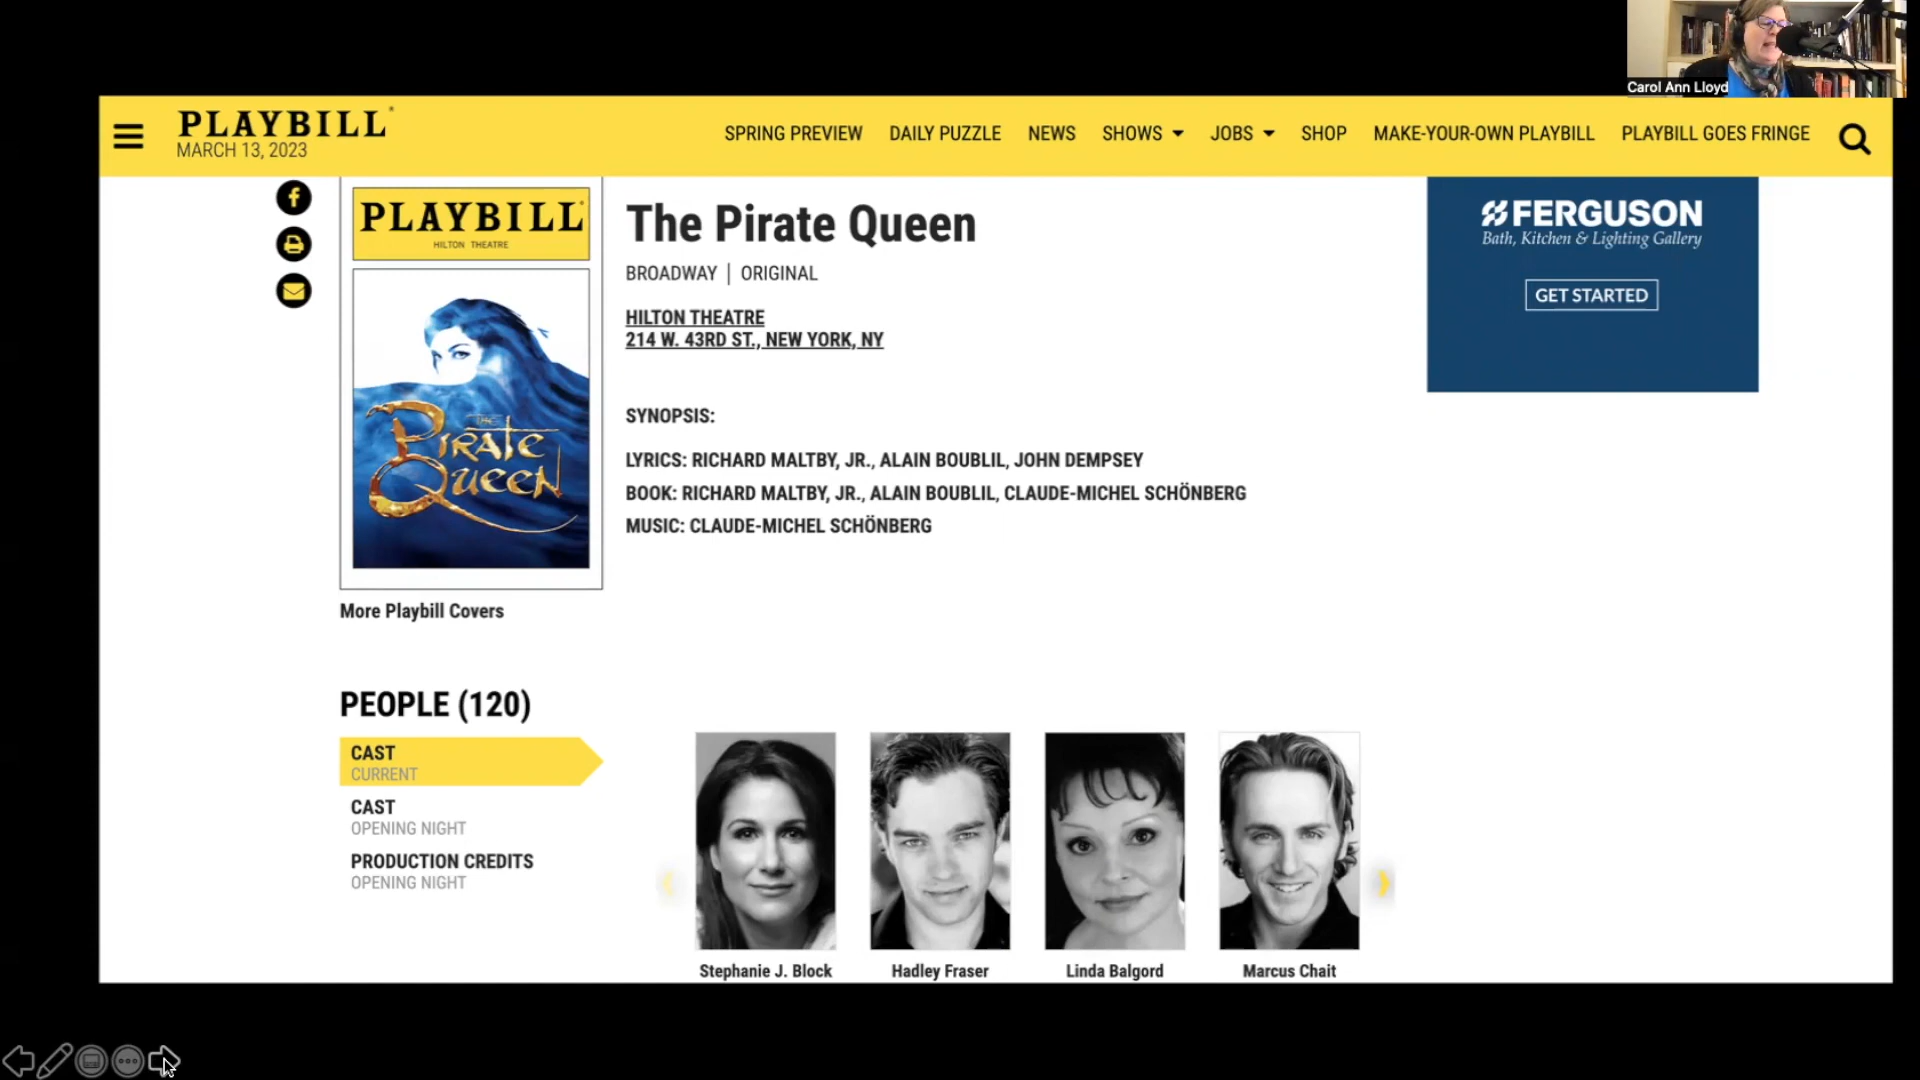 Carol Ann Lloyd
PLAYBILL
MARCH 13, 2023
SPRING PREVIEW DAILY PUZZLE NEWS SHOWS JOBS SHOP MAKE-YOUR-OWN PLAYBILL PLAYBILL GOES FRINGE
PLAYBILL
HILTON THEATRE
THE
PIRATE
QUEEN
More Playbill Covers
The Pirate Queen
BROADWAY | ORIGINAL
HILTON THEATRE
214 W. 43RD ST., NEW YORK, NY
SYNOPSIS:
LYRICS: RICHARD MALTBY, JR., ALAIN BOUBLIL, JOHN DEMPSEY
BOOK: RICHARD MALTBY, JR., ALAIN BOUBLIL, CLAUDE-MICHEL SCHÖNBERG
MUSIC: CLAUDE-MICHEL SCHÖNBERG
FERGUSON
Bath, Kitchen & Lighting Gallery
GET STARTED
PEOPLE (120)
CAST
CURRENT
CAST
OPENING NIGHT
PRODUCTION CREDITS
OPENING NIGHT
Stephanie J. Block Hadley Fraser Linda Balgord Marcus Chait